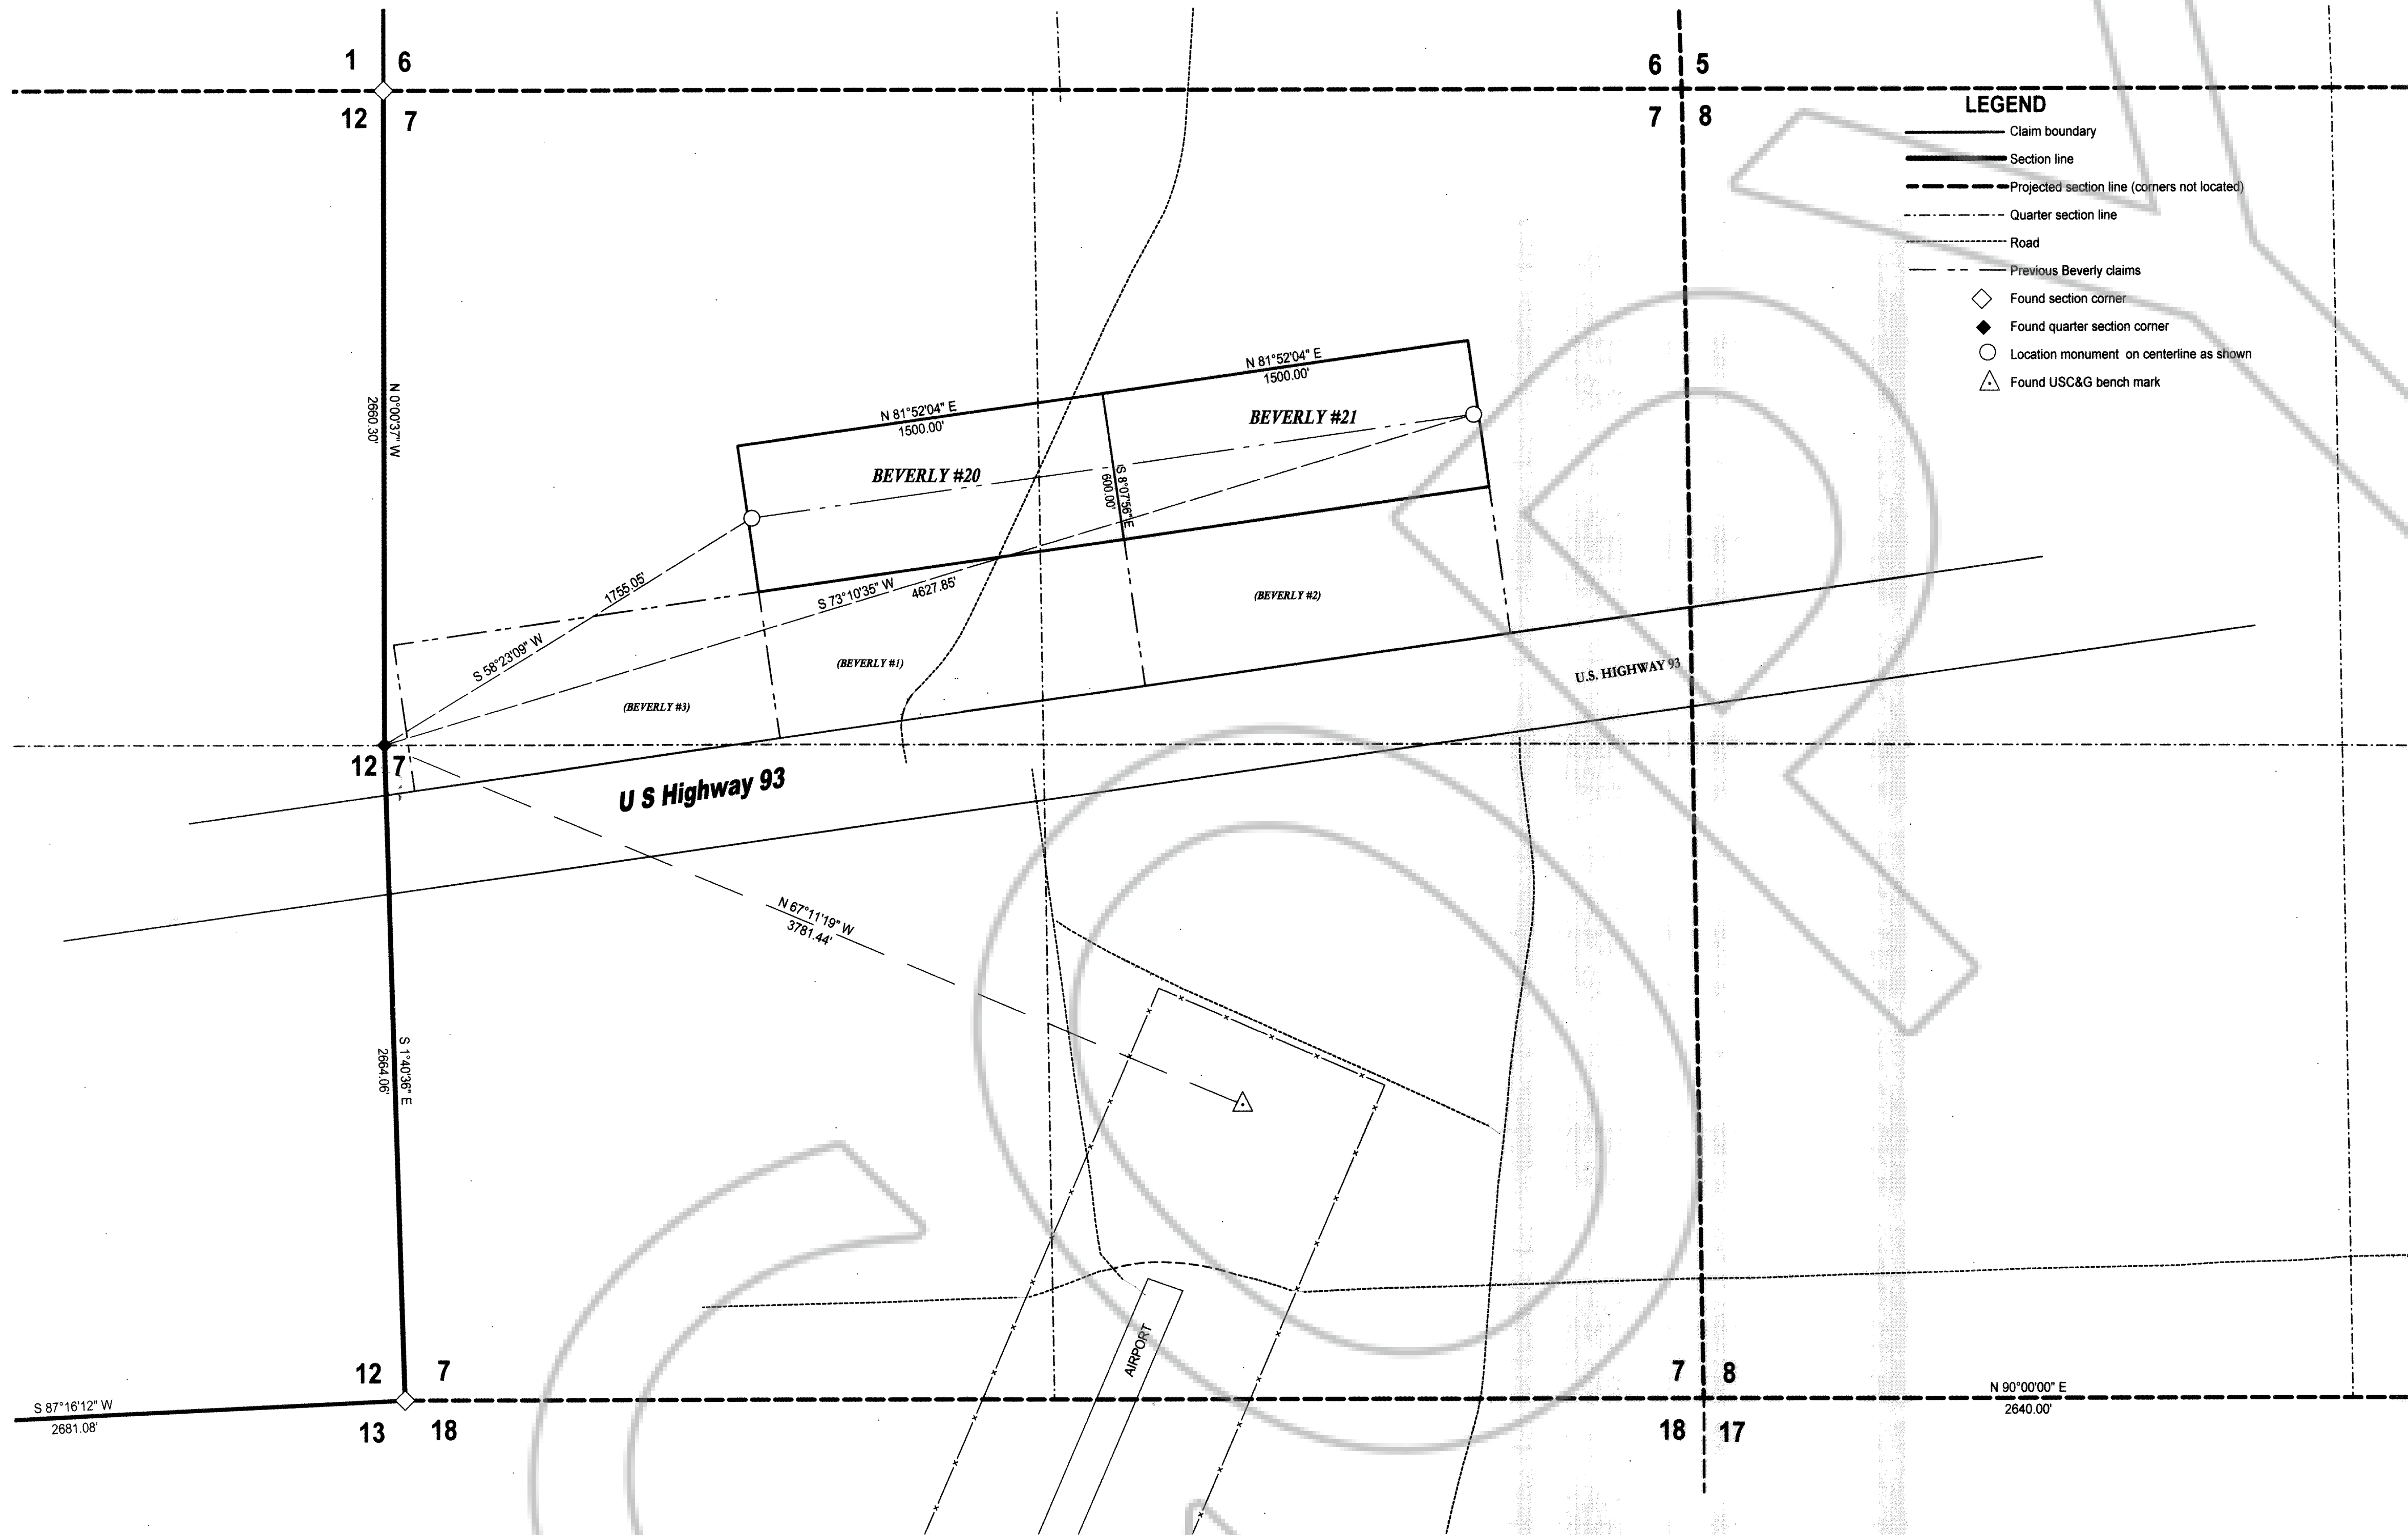 1 6
6 5
12 7
7 8
LEGEND
Claim boundary
Section line
Projected section line (corners not located)
Quarter section line
Road
Previous Beverly claims
Found section corner
Found quarter section corner
Location monument on centerline as shown
Found USC&G bench mark
N 0°00'37" W
2660.30'
N 81°52'04" E
1500.00'
N 81°52'04" E
1500.00'
BEVERLY #21
BEVERLY #20
S 8°07'56" E
600.00'
1755.05'
S 58°23'09" W
S 73°10'35" W
4627.85'
(BEVERLY #2)
(BEVERLY #1)
(BEVERLY #3)
U.S. HIGHWAY 93
12 7
U S Highway 93
N 67°11'19" W
3781.44'
S 1°40'36" E
2664.06'
AIRPORT
12 7
7 8
S 87°16'12" W
2681.08'
N 90°00'00" E
2640.00'
13 18
18 17
COPY